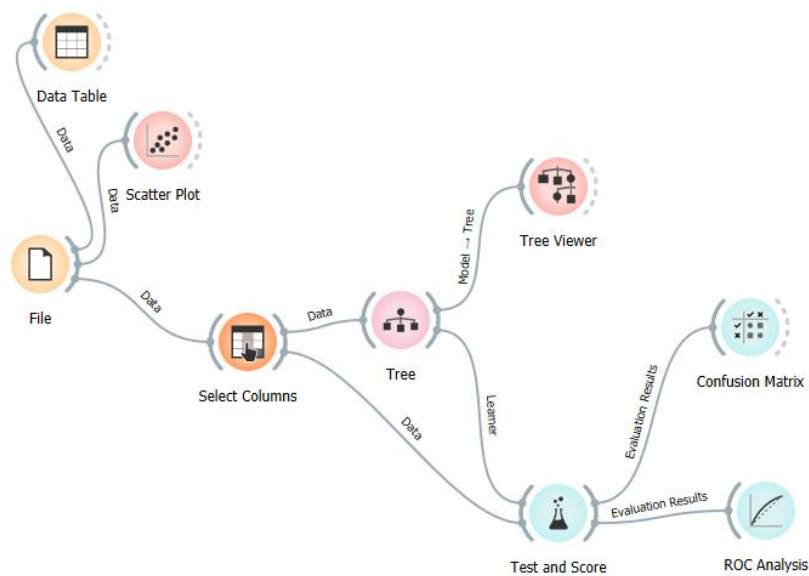 Data Table
Data
Data
Scatter Plot
File
Data
Select Columns
Data
Tree
Model → Tree
Tree Viewer
Learner
Data
Test and Score
Evaluation Results
Confusion Matrix
Evaluation Results
ROC Analysis